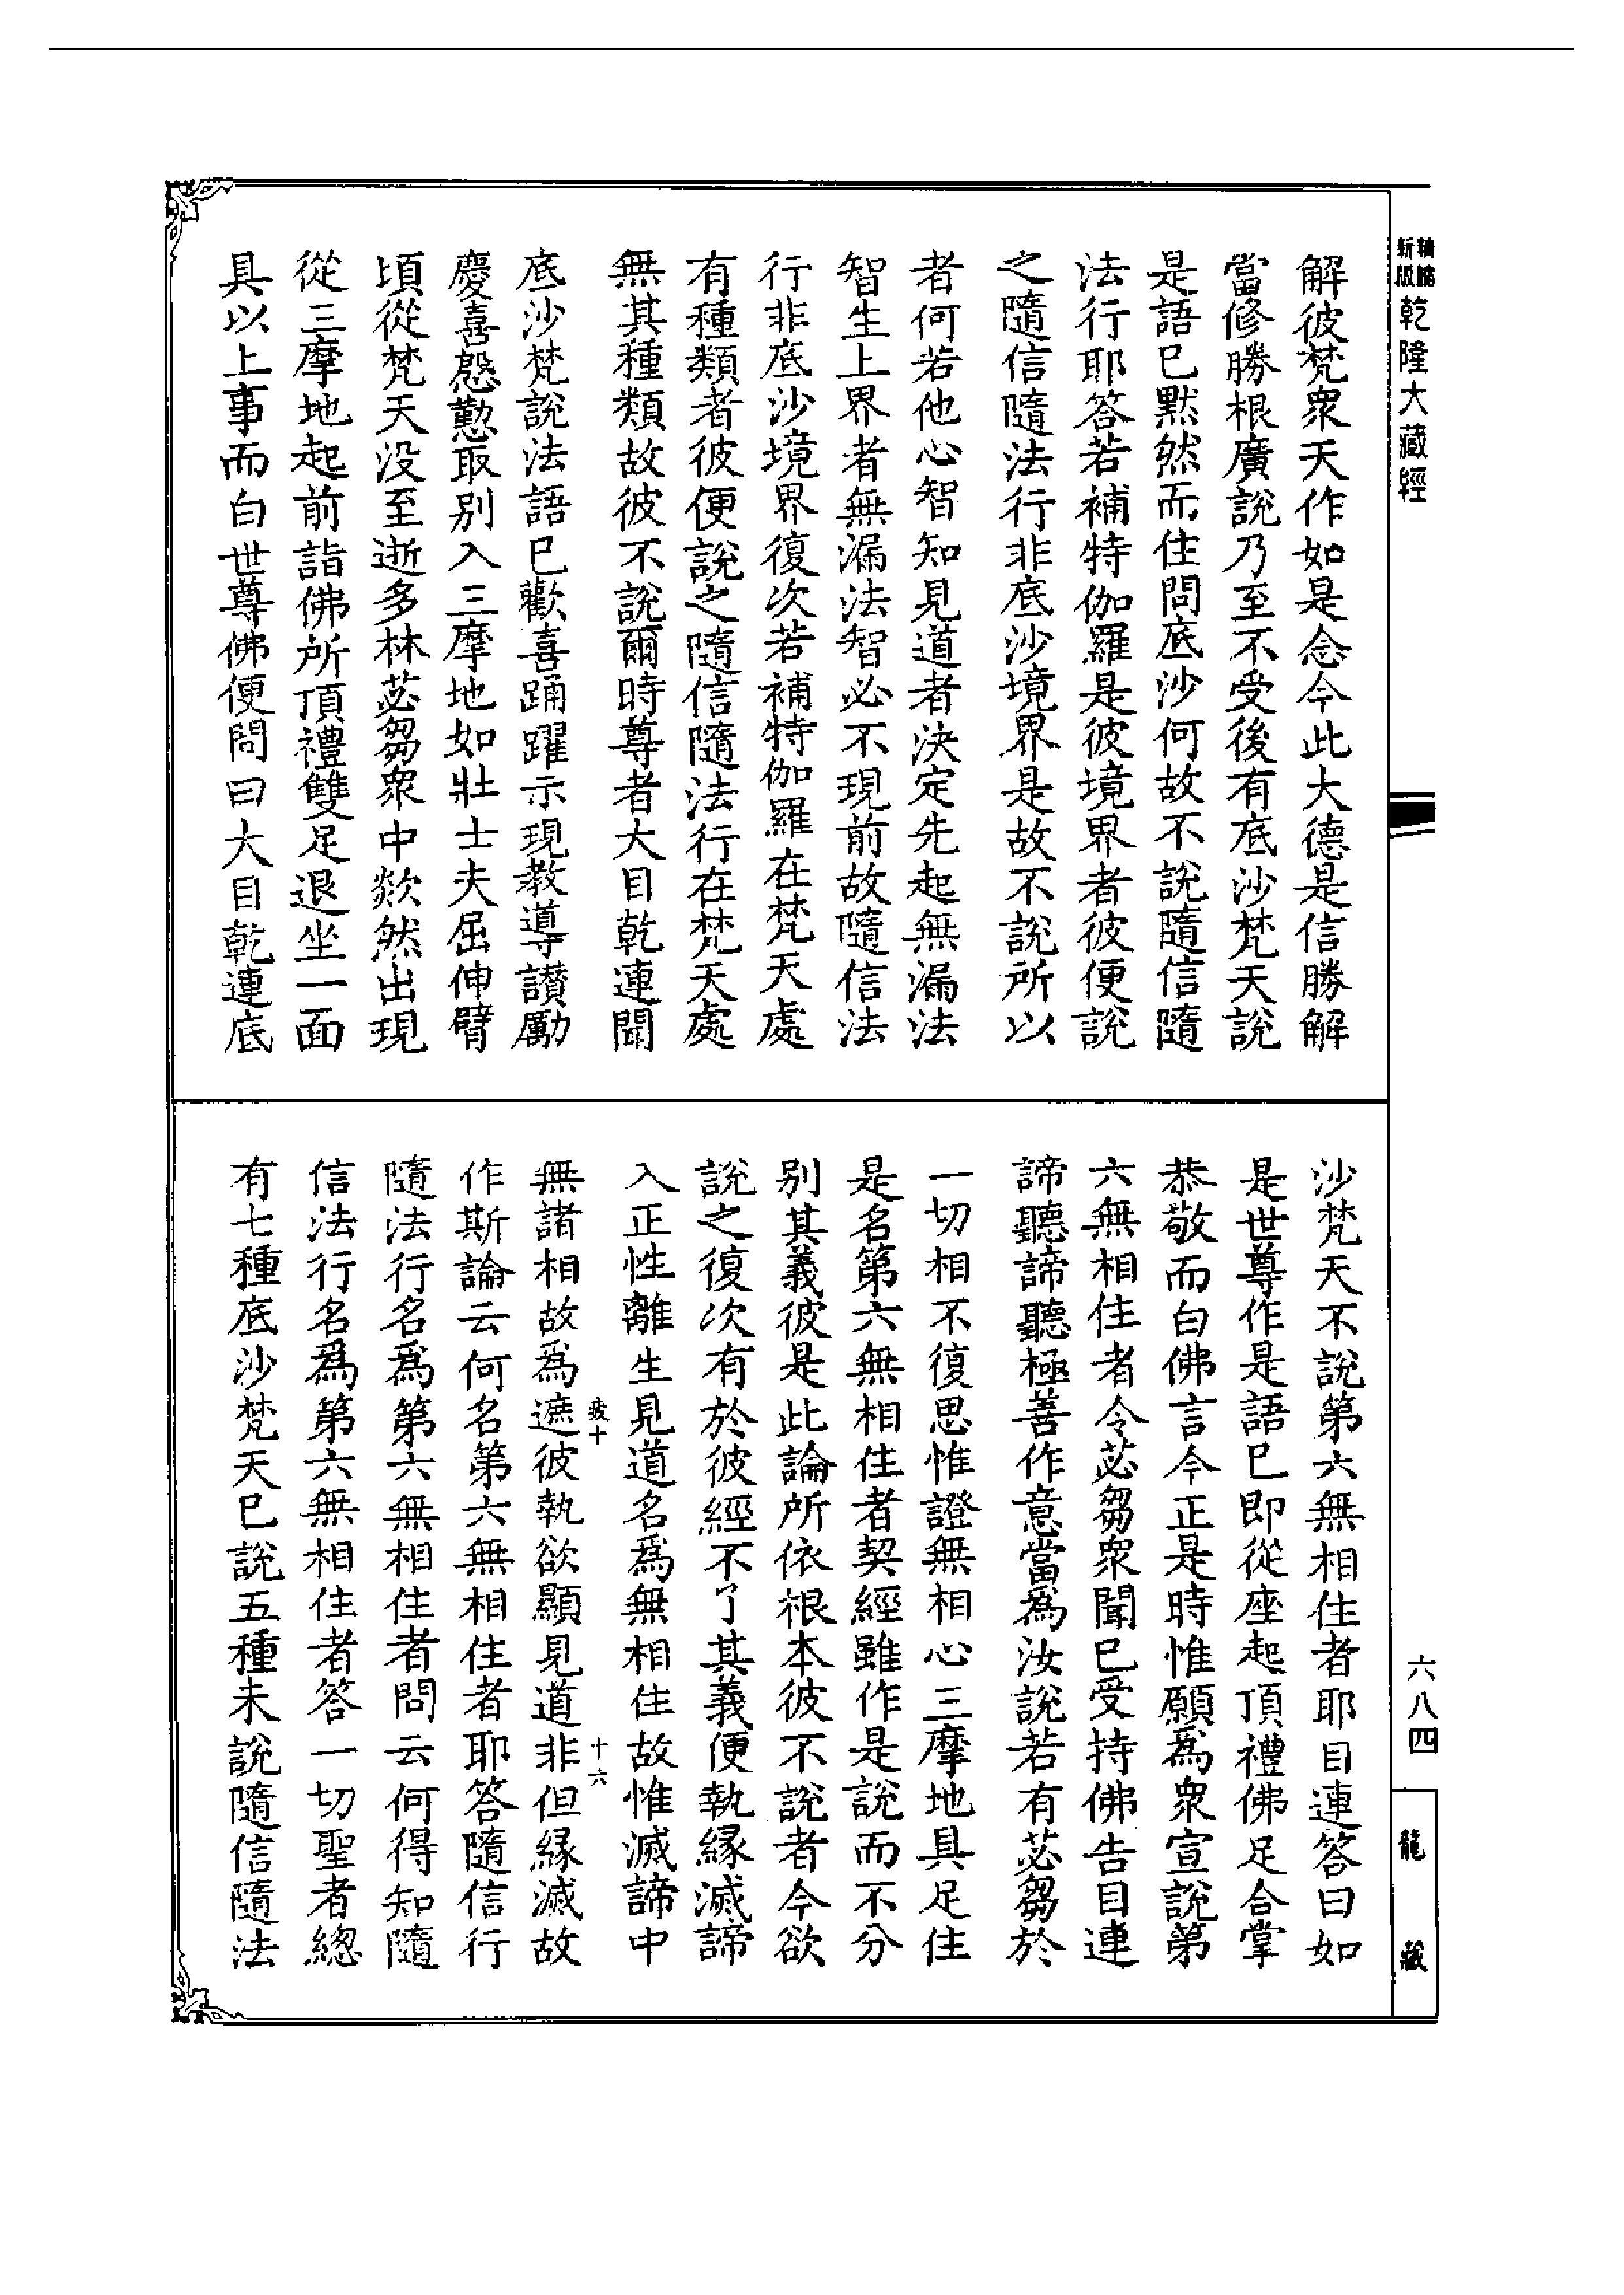 新版
精縮
乾隆大藏經
解彼梵衆天作如是念今此大德是信勝解
當修勝根廣說乃至不受後有底沙梵天說
是語已黙然而住問底沙何故不說隨信隨
法行耶答若補特伽羅是彼境界者彼便說
之隨信隨法行非底沙境界是故不說所以
者何若他心智知見道者決定先起無漏法
智生上界者無漏法智必不現前故隨信法
行非底沙境界復次若補特伽羅在梵天處
有種類者彼便說之隨信隨法行在梵天處
無其種類故彼不說爾時尊者大目乾連聞
底沙梵說法語已歡喜踊躍示現教導讃勵
慶喜慇懃取別入三摩地如壯士夫屈伸臂
頃從梵天没至逝多林苾芻衆中欻然出現
從三摩地起前詣佛所頂禮雙足退坐一面
具以上事而白世尊佛便問曰大目乾連底
沙梵天不說第六無相住者耶目連答曰如
是世尊作是語已即從座起頂禮佛足合掌
恭敬而白佛言今正是時惟願爲衆宣說第
六無相住者令苾芻衆聞已受持佛告目連
諦聽諦聽極善作意當爲汝說若有苾芻於
一切相不復思惟證無相心三摩地具足住
是名第六無相住者契經雖作是說而不分
別其義彼是此論所依根本彼不說者今欲
說之復次有於彼經不了其義便執緣滅諦
入正性離生見道名爲無相住故惟滅諦中
疲十
十六
無諸相故爲遮彼執欲顯見道非但緣滅故
作斯論云何名第六無相住者耶答隨信行
隨法行名爲第六無相住者問云何得知隨
信法行名爲第六無相住者答一切聖者總
有七種底沙梵天已說五種未說隨信隨法
六八四
龍藏